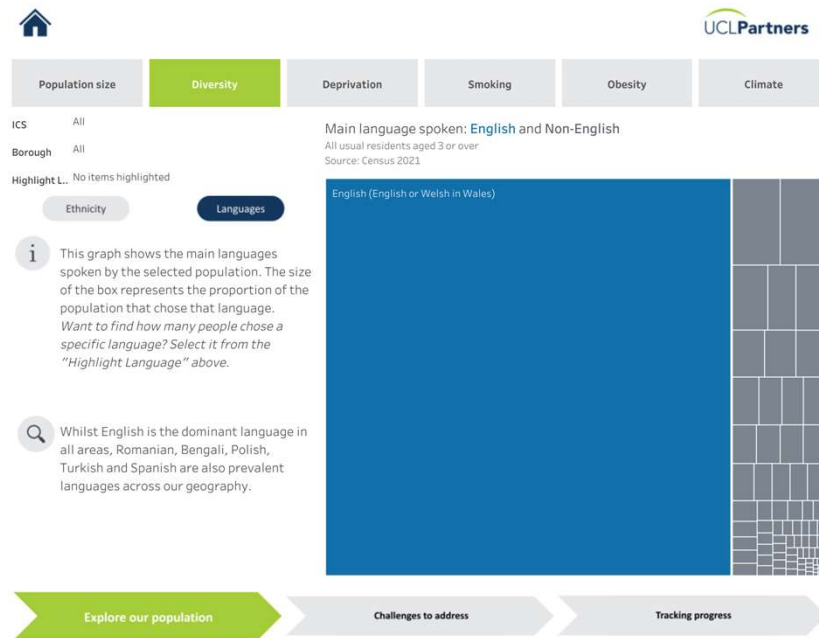 UCLPartners
Population size
Diversity
Deprivation
Smoking
Obesity
Climate
ICS All
Borough All
Highlight L.. No items highlighted
Ethnicity
Languages
i
This graph shows the main languages
spoken by the selected population. The size
of the box represents the proportion of the
population that chose that language.
Want to find how many people chose a
specific language? Select it from the
"Highlight Language" above.
Whilst English is the dominant language in
all areas, Romanian, Bengali, Polish,
Turkish and Spanish are also prevalent
languages across our geography.
Main language spoken: English and Non-English
All usual residents aged 3 or over
Source: Census 2021
English (English or Welsh in Wales)
Explore our population
Challenges to address
Tracking progress